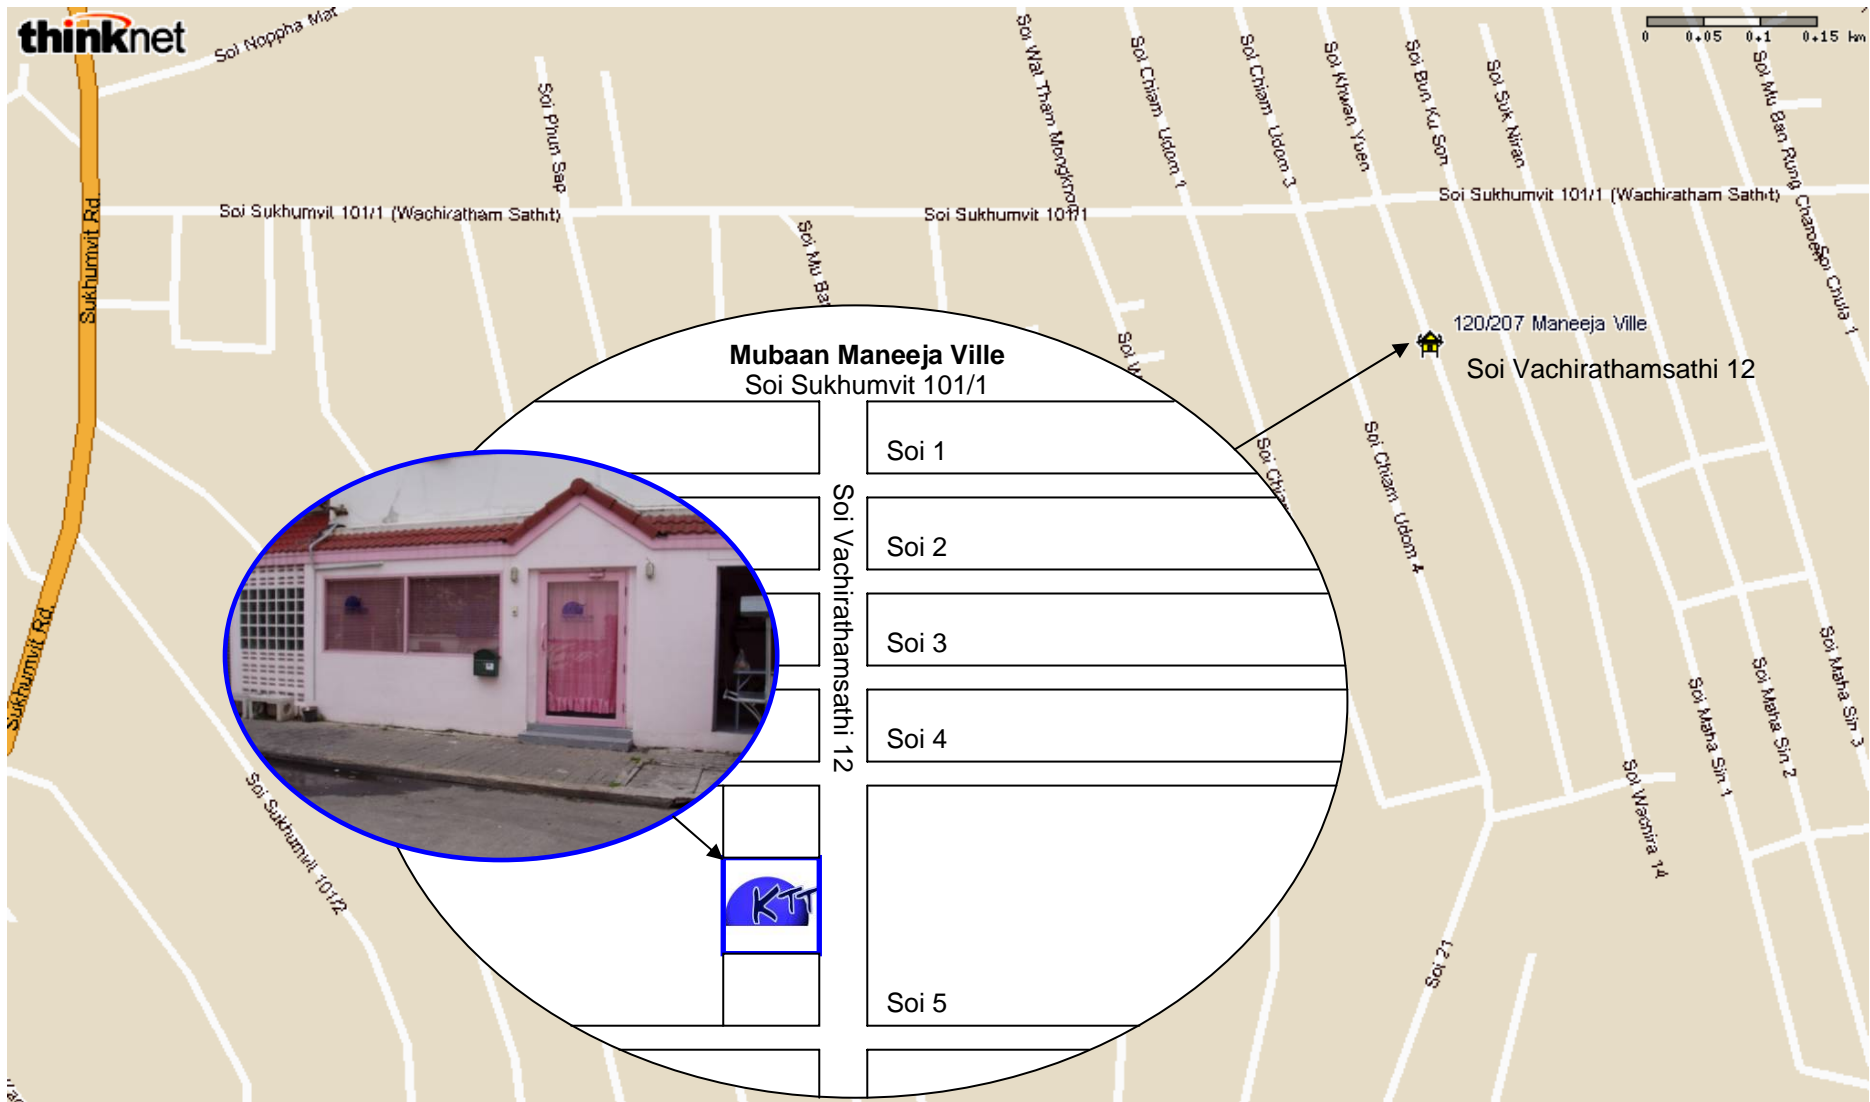 thinknet
Soi Noppha Mat
0 0.05 0.1 0.15 km
Soi Phun Sap
Soi Wat Tham Mongkhon
Soi Chiam Udom 1
Soi Chiam Udom 3
Soi Khwan Yuen
Soi Bun Ku Son
Soi Suk Niran
Soi Mu Ban Rung Charoen
Soi Chula 1
Sukhumvit Rd.
Soi Sukhumvit 101/1 (Wachiratham Sathit)
Soi Sukhumvit 101/1
Soi Sukhumvit 101/1 (Wachiratham Sathit)
Soi Mu Ba
120/207 Maneeja Ville
Soi Vachirathamsathi 12
Mubaan Maneeja Ville
Soi Sukhumvit 101/1
Soi W
Soi 1
Soi 2
Soi 3
Soi 4
Soi 5
Soi Vachirathamsathi 12
KTT
Soi Chia
Soi Chiam Udom 4
Sukhumvit Rd.
Soi Sukhumvit 101/2
Soi Maha Sin 1
Soi Maha Sin 2
Soi Maha Sin 3
Soi Wachira 14
Soi 21